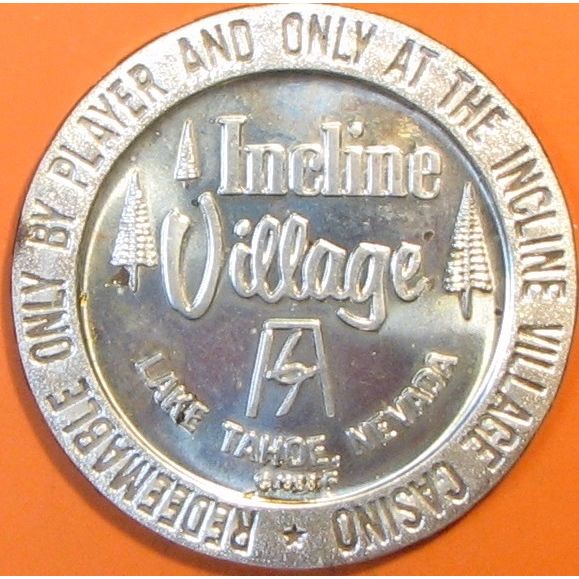 REDEEMABLE ONLY BY PLAYER AND ONLY AT THE INCLINE VILLAGE CASINO
Incline
Village
LAKE TAHOE, NEVADA